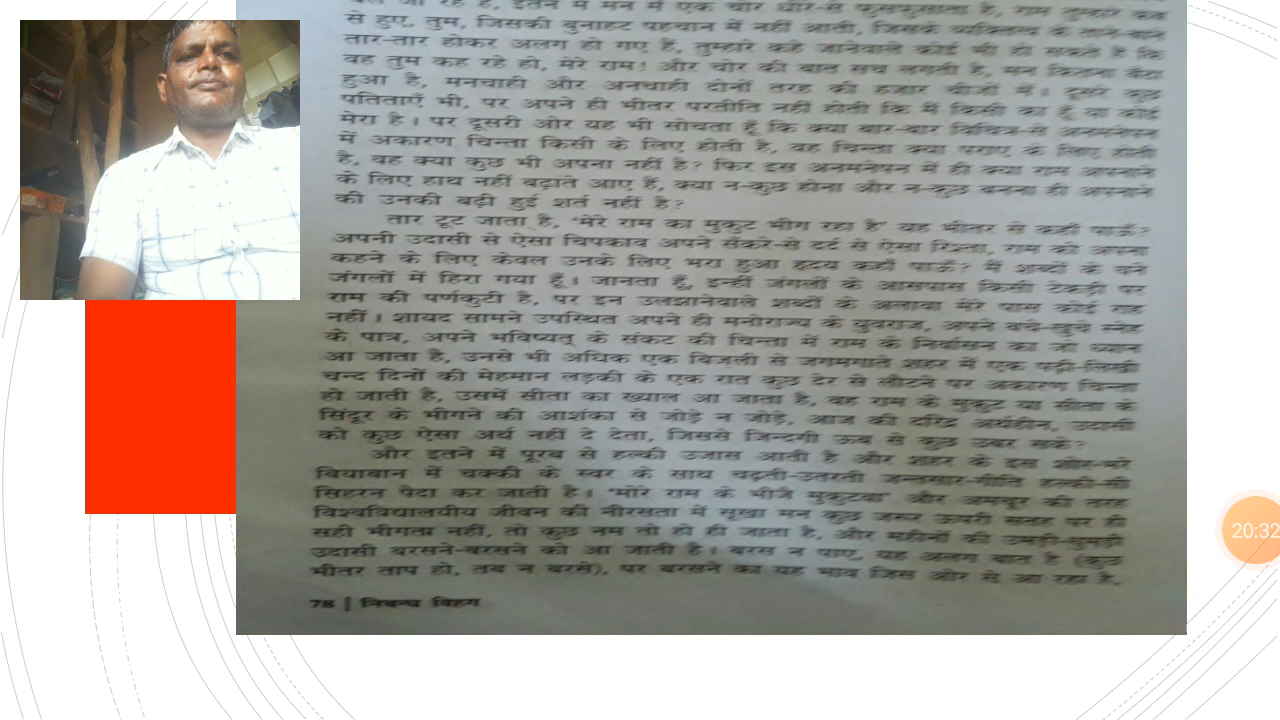 से हुए, तुम, जिसकी बुनाहट पहचान में नहीं आती, जिसके व्यक्तित्व के ताने-बाने
तार-तार होकर अलग हो गए हैं, तुम्हारे कहे जानेवाले कोई भी हो सकते हैं कि
वह तुम कह रहे हो, मेरे राम! और चोर की बात सच लगती है, मन कितना बँटा
हुआ है, मनचाही और अनचाही दोनों तरह की हजार चीजों में। दूसरे कुछ
पतिताएँ भी, पर अपने ही भीतर परतीति नहीं होती कि मैं किसी का हूँ या कोई
मेरा है। पर दूसरी ओर यह भी सोचता हूँ कि क्या बार-बार विचित्र-से अनमनेपन
में अकारण चिन्ता किसी के लिए होती है, वह चिन्ता क्या पराए के लिए होती
है, वह क्या कुछ भी अपना नहीं है? फिर इस अनमनेपन में ही क्या राम अपनाने
के लिए हाथ नहीं बढ़ाते आए हैं, क्या न-कुछ होना और न-कुछ बनना ही अपनाने
की उनकी बढ़ी हुई शर्त नहीं है?
तार टूट जाता है, 'मेरे राम का मुकुट भीग रहा है' यह भीतर से कहाँ पाऊँ?
अपनी उदासी से ऐसा चिपकाव अपने सँकरे-से दर्द से ऐसा रिश्ता, राम को अपना
कहने के लिए केवल उनके लिए भरा हुआ हृदय कहाँ पाऊँ? मैं शब्दों के घने
जंगलों में हिरा गया हूँ। जानता हूँ, इन्हीं जंगलों के आसपास किसी टेकड़ी पर
राम की पर्णकुटी है, पर इन उलझानेवाले शब्दों के अलावा मेरे पास कोई राह
नहीं। शायद सामने उपस्थित अपने ही मनोराज्य के युवराज, अपने बचे-खुचे स्नेह
के पात्र, अपने भविष्यत् के संकट की चिन्ता में राम के निर्वासन का जो ध्यान
आ जाता है, उनसे भी अधिक एक बिजली से जगमगाते शहर में एक पढ़ी-लिखी
चन्द दिनों की मेहमान लड़की के एक रात कुछ देर से लौटने पर अकारण चिन्ता
हो जाती है, उसमें सीता का ख्याल आ जाता है, वह राम के मुकुट या सीता के
सिंदूर के भीगने की आशंका से जोड़े न जोड़े, आज की दरिद्र अर्थहीन, उदासी
को कुछ ऐसा अर्थ नहीं दे देता, जिससे जिन्दगी ऊब से कुछ उबर सके?
और इतने में पूरब से हल्की उजास आती है और शहर के इस शोर-भरे
बियाबान में चक्की के स्वर के साथ चढ़ती-उतरती जन्तसार-गीति हल्की-सी
सिहरन पैदा कर जाती है। 'मोरे राम के भीजै मुकुटवा' और अमचूर की तरह
विश्वविद्यालयीय जीवन की नीरसता में सूखा मन कुछ जरूर ऊपरी सतह पर ही
सही भीगता नहीं, तो कुछ नम तो हो ही जाता है, और महीनों की उमड़ी-घुमड़ी
उदासी बरसने-बरसने को आ जाती है। बरस न पाए, यह अलग बात है (कुछ
भीतर ताप हो, तब न बरसे), पर बरसने का यह भाव जिस ओर से आ रहा है,
78 | निबन्ध विहग
20:32